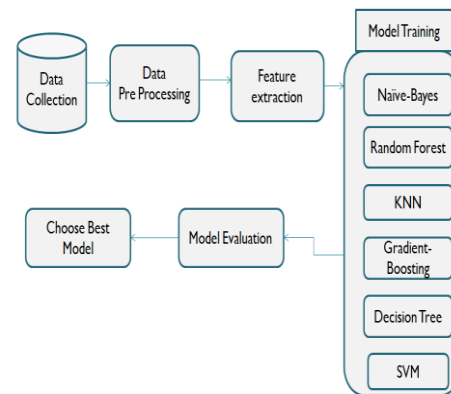 Data
Collection
Data
Pre Processing
Feature
extraction
Model Training
Naïve-Bayes
Random Forest
KNN
Gradient-
Boosting
Decision Tree
SVM
Model Evaluation
Choose Best
Model